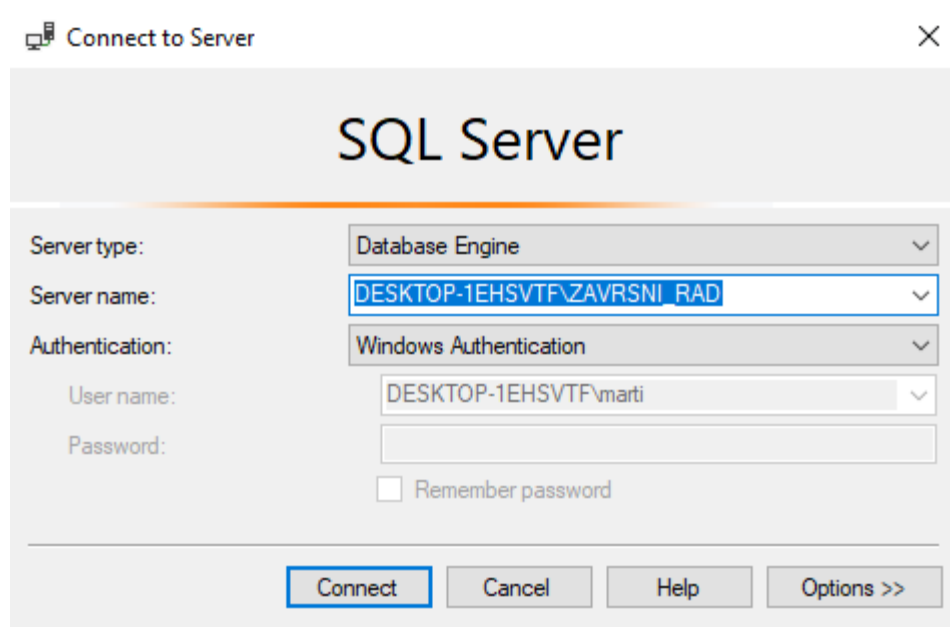 Connect to Server
SQL Server
Server type: Database Engine
Server name: DESKTOP-1EHSVTF\ZAVRSNI_RAD
Authentication: Windows Authentication
User name: DESKTOP-1EHSVTF\marti
Password:
Remember password
Connect Cancel Help Options >>